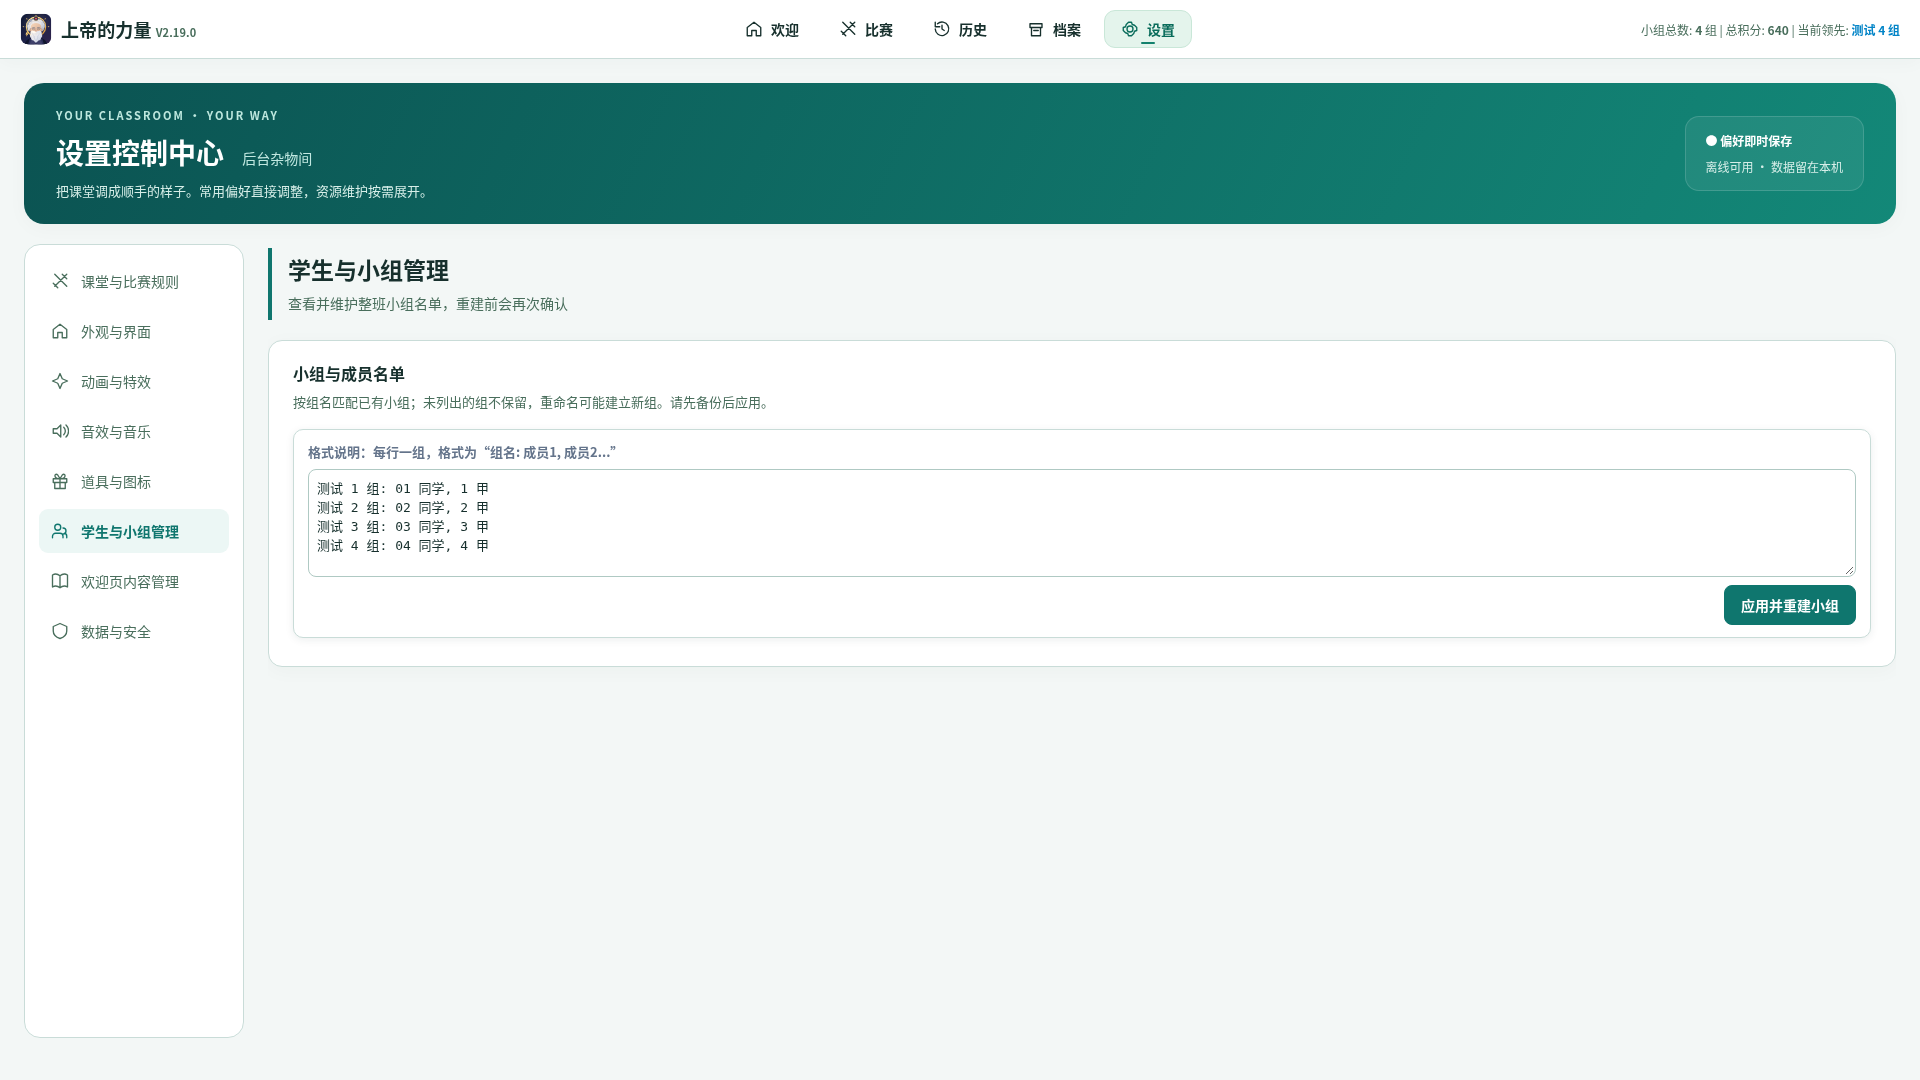 上帝的力量 V2.19.0
欢迎
比赛
历史
档案
设置
小组总数: 4 组 | 总积分: 640 | 当前领先: 测试 4 组
YOUR CLASSROOM · YOUR WAY
设置控制中心 后台杂物间
把课堂调成顺手的样子。常用偏好直接调整，资源维护按需展开。
偏好即时保存
离线可用 · 数据留在本机
课堂与比赛规则
外观与界面
动画与特效
音效与音乐
道具与图标
学生与小组管理
欢迎页内容管理
数据与安全
学生与小组管理
查看并维护整班小组名单，重建前会再次确认
小组与成员名单
按组名匹配已有小组；未列出的组不保留，重命名可能建立新组。请先备份后应用。
格式说明：每行一组，格式为“组名: 成员1, 成员2...”
测试 1 组: 01 同学, 1 甲
测试 2 组: 02 同学, 2 甲
测试 3 组: 03 同学, 3 甲
测试 4 组: 04 同学, 4 甲
应用并重建小组